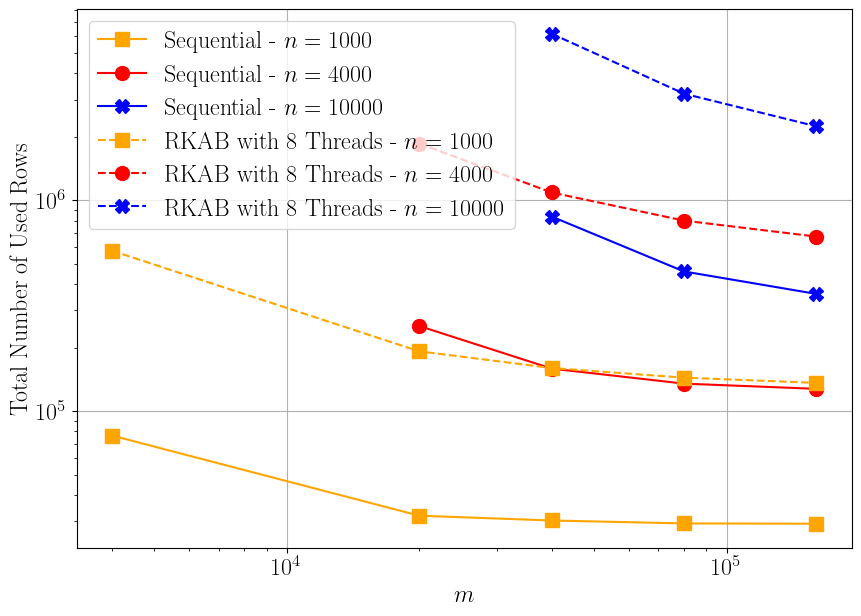 Sequential - n = 1000
Sequential - n = 4000
Sequential - n = 10000
RKAB with 8 Threads - n = 1000
RKAB with 8 Threads - n = 4000
RKAB with 8 Threads - n = 10000
Total Number of Used Rows
10^6
10^5
10^4
10^5
m